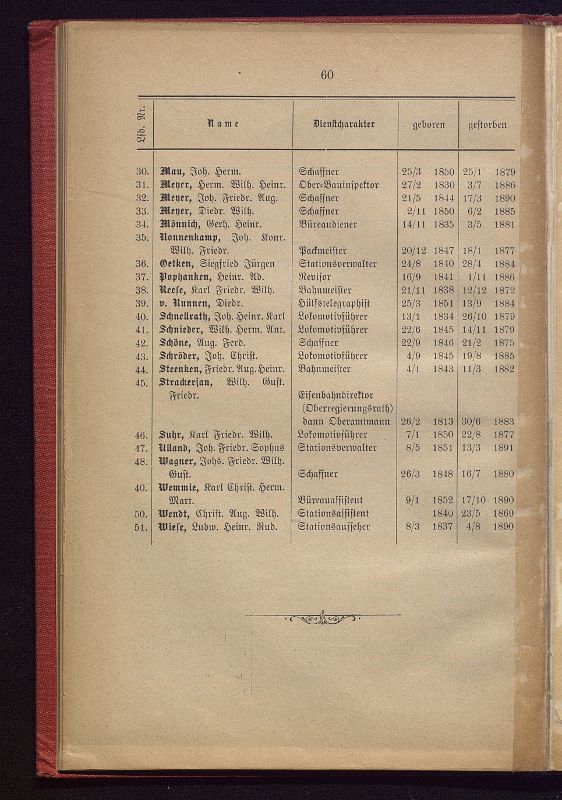 60
Lfd. Nr. Name Dienstcharakter geboren gestorben
30. Mau, Joh. Herm. Schaffner 25/3 1850 25/1 1879
31. Meyer, Herm. Wilh. Heinr. Ober-Bauinspektor 27/2 1830 3/7 1886
32. Meyer, Joh. Friedr. Aug. Schaffner 21/5 1844 17/3 1890
33. Meyer, Diedr. Wilh. Schaffner 2/11 1850 6/2 1885
34. Mönnich, Gerh. Heinr. Büreaudiener 14/11 1835 3/5 1881
35. Nonnenkamp, Joh. Konr.
Wilh. Friedr. Packmeister 20/12 1847 18/1 1877
36. Oetken, Siegfried Jürgen Stationsverwalter 24/8 1840 28/4 1884
37. Pophanken, Heinr. Ad. Revisor 16/9 1841 4/11 1886
38. Reese, Karl Friedr. Wilh. Bahnmeister 21/11 1838 12/12 1872
39. v. Runnen, Diedr. Hülfstelegraphist 25/3 1851 13/9 1884
40. Schnellrath, Joh. Heinr. Karl Lokomotivführer 13/1 1834 26/10 1879
41. Schnieder, Wilh. Herm. Ant. Lokomotivführer 22/6 1845 14/11 1879
42. Schöne, Aug. Ferd. Schaffner 22/9 1846 21/2 1875
43. Schröder, Joh. Christ. Lokomotivführer 4/9 1845 19/8 1885
44. Steenken, Friedr. Aug. Heinr. Bahnmeister 4/1 1843 11/3 1882
45. Strackerjan, Wilh. Gust.
Friedr. Eisenbahndirektor
(Oberregierungsrath)
dann Oberamtmann 26/2 1813 30/6 1883
46. Suhr, Karl Friedr. Wilh. Lokomotivführer 7/1 1850 22/8 1877
47. Ulland, Joh. Friedr. Sophus Stationsverwalter 8/5 1851 13/3 1891
48. Wagner, Johs. Friedr. Wilh.
Gust. Schaffner 26/3 1848 16/7 1880
40. Wemmie, Karl Christ. Herm.
Mart. Büreauassistent 9/1 1852 17/10 1890
50. Wendt, Christ. Aug. Wilh. Stationsassistent 1840 23/5 1869
51. Wiese, Ludw. Heinr. Rud. Stationsaufseher 8/3 1837 4/8 1890